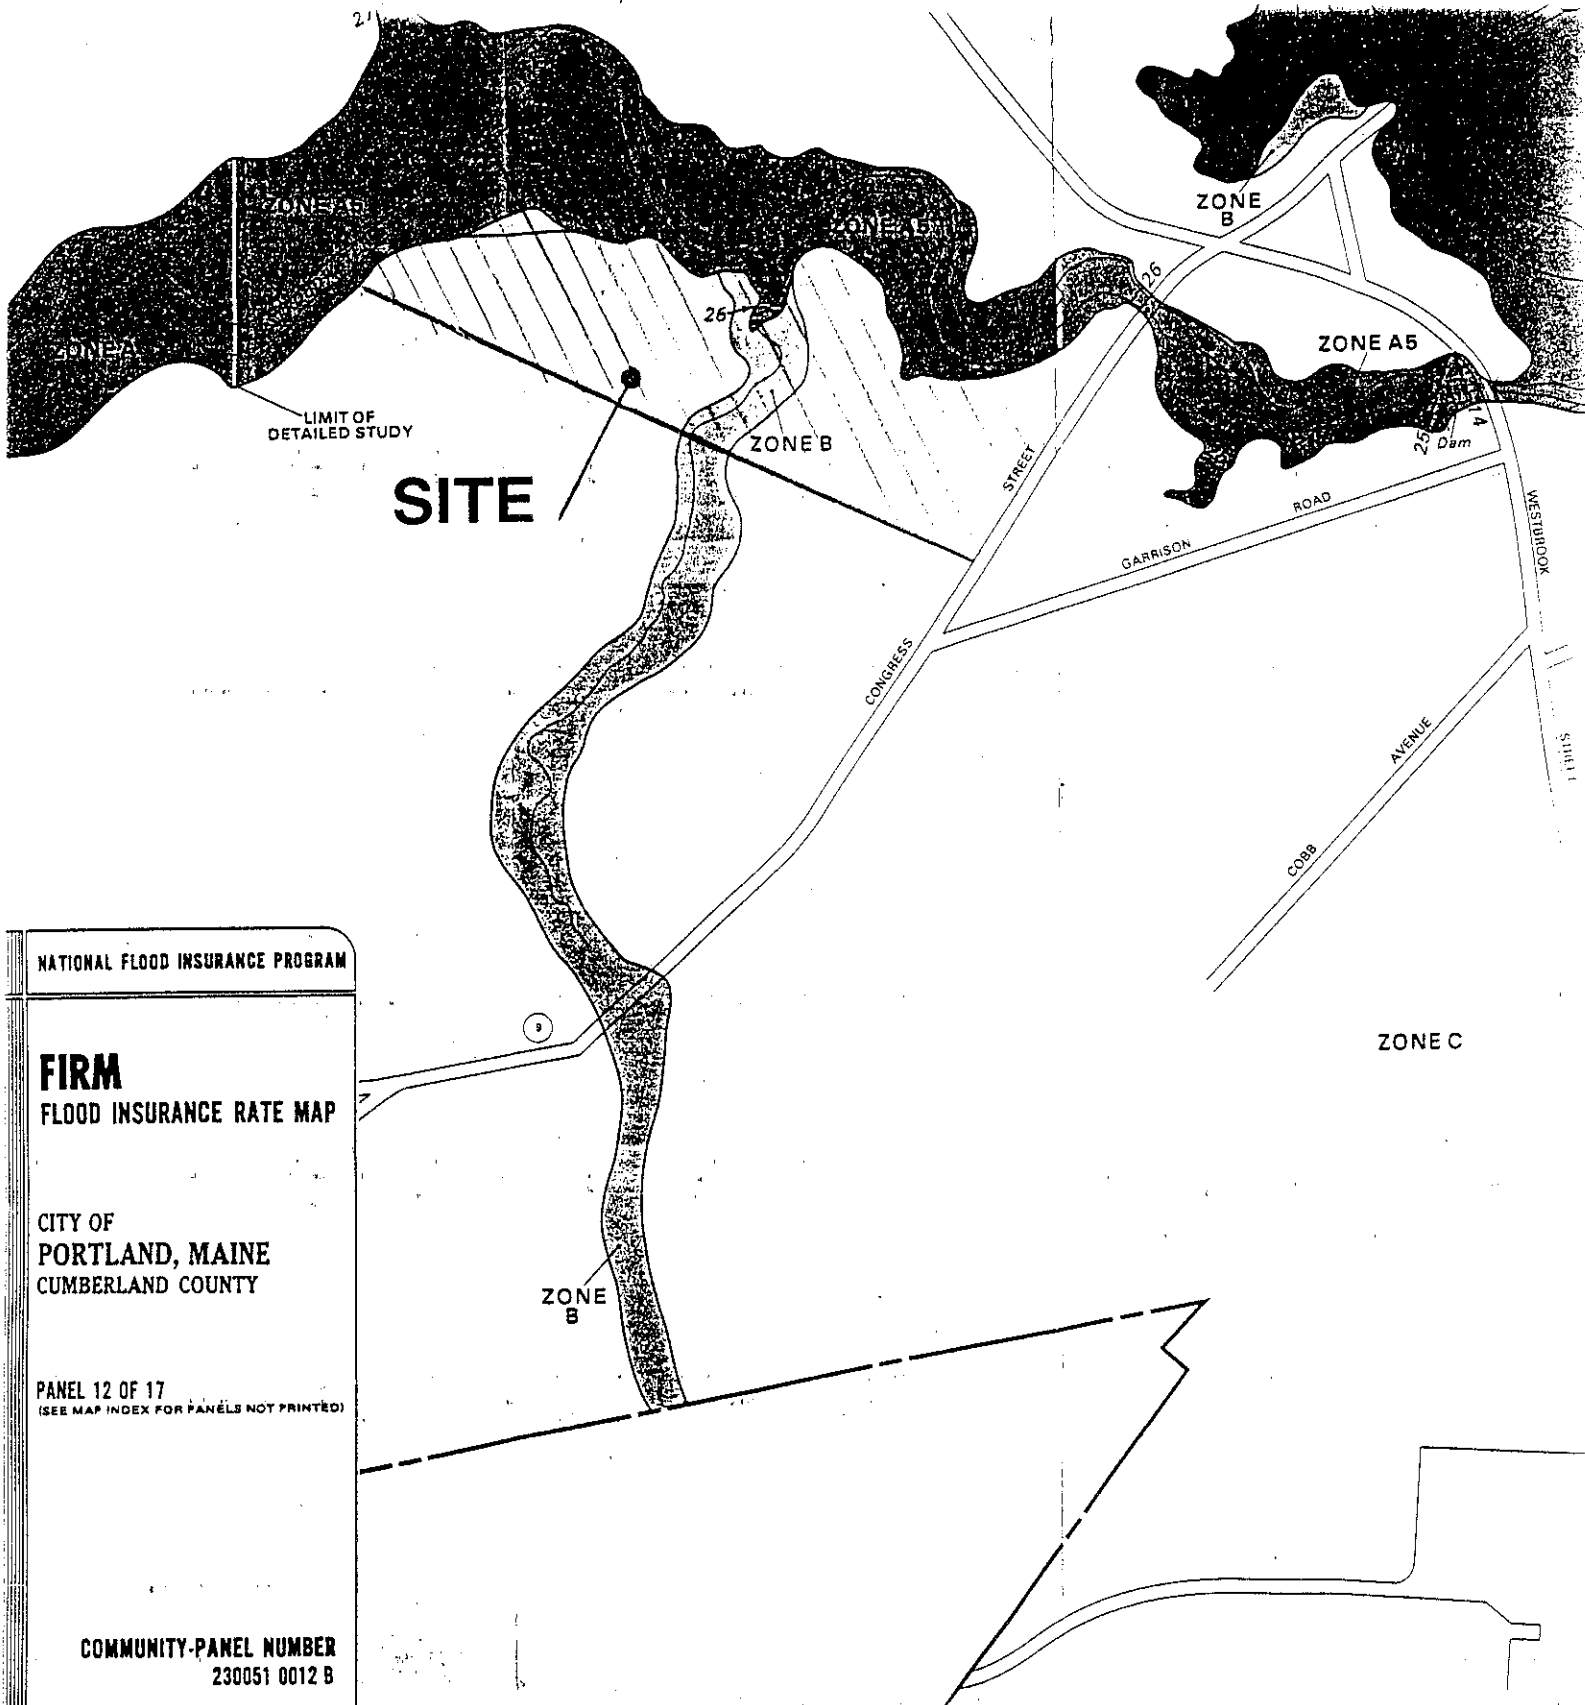 21
ZONE A5
ZONE
B
26
26
ZONE A
ZONE A5
LIMIT OF
DETAILED STUDY
ZONE B
14
25
Dam
SITE
STREET
ROAD
GARRISON
WESTBROOK
CONGRESS
STREET
AVENUE
COBB
NATIONAL FLOOD INSURANCE PROGRAM
9
ZONE C
FIRM
FLOOD INSURANCE RATE MAP
CITY OF
PORTLAND, MAINE
CUMBERLAND COUNTY
ZONE
B
PANEL 12 OF 17
(SEE MAP INDEX FOR PANELS NOT PRINTED)
COMMUNITY-PANEL NUMBER
230051 0012 B